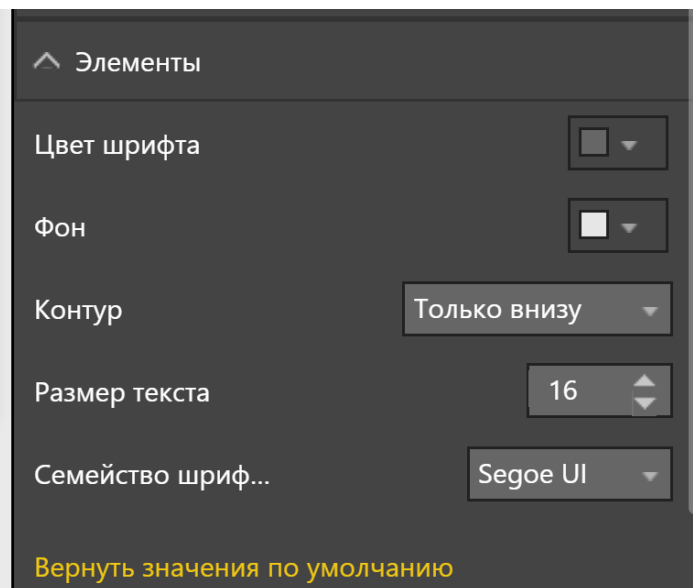 Элементы
Цвет шрифта
Фон
Контур Только внизу
Размер текста 16
Семейство шриф... Segoe UI
Вернуть значения по умолчанию